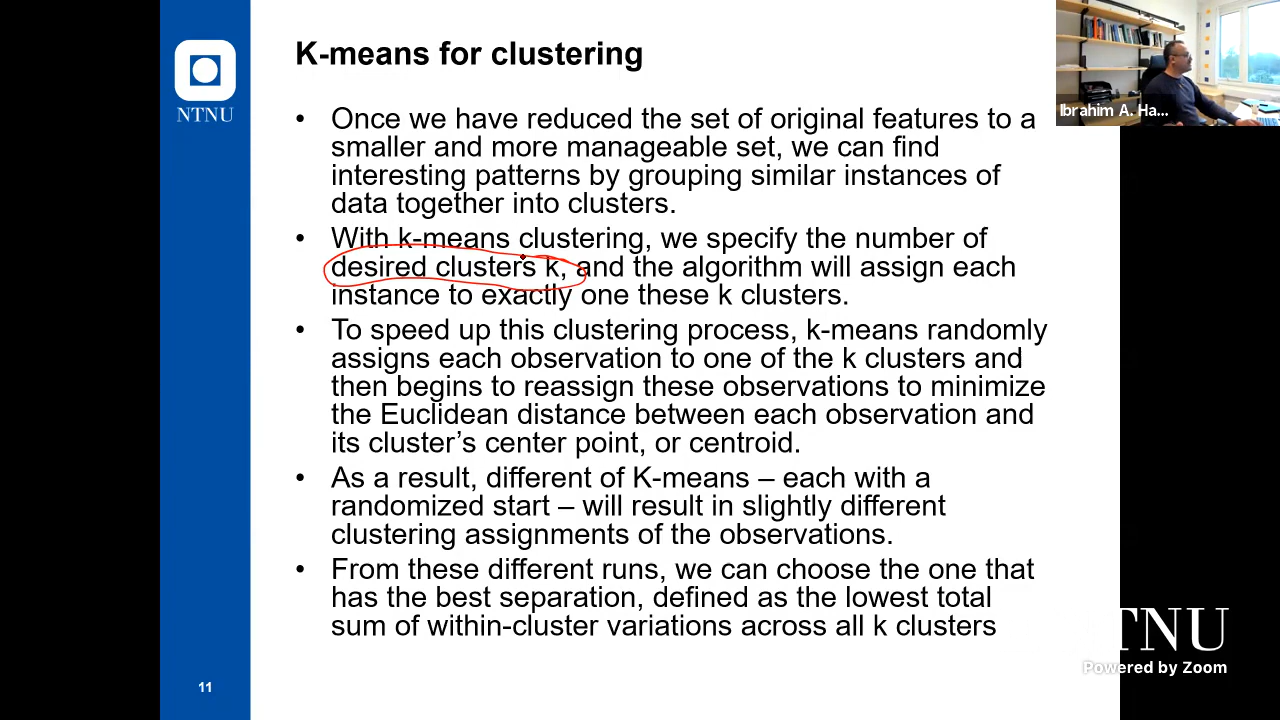 K-means for clustering
NTNU
• Once we have reduced the set of original features to a
smaller and more manageable set, we can find
interesting patterns by grouping similar instances of
data together into clusters.
• With k-means clustering, we specify the number of
desired clusters k, and the algorithm will assign each
instance to exactly one these k clusters.
• To speed up this clustering process, k-means randomly
assigns each observation to one of the k clusters and
then begins to reassign these observations to minimize
the Euclidean distance between each observation and
its cluster’s center point, or centroid.
• As a result, different of K-means – each with a
randomized start – will result in slightly different
clustering assignments of the observations.
• From these different runs, we can choose the one that
has the best separation, defined as the lowest total
sum of within-cluster variations across all k clusters
11
Ibrahim A. Ha...
NTNU
Powered by Zoom